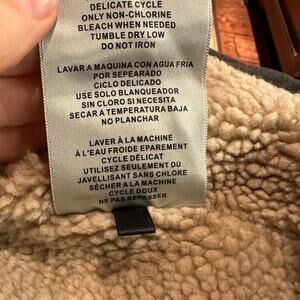 DELICATE CYCLE
ONLY NON-CHLORINE
BLEACH WHEN NEEDED
TUMBLE DRY LOW
DO NOT IRON
LAVAR A MAQUINA CON AGUA FRIA
POR SEPARADO
CICLO DELICADO
USE SOLO BLANQUEADOR
SIN CLORO SI NECESITA
SECAR A TEMPERATURA BAJA
NO PLANCHAR
LAVER À LA MACHINE
À L'EAU FROIDE EPAREMENT
CYCLE DÉLICAT
UTILIZEZ SEULEMENT DU
JAVELLISANT SANS CHLORE
SÉCHER À LA MACHINE
CYCLE DOUX
NE PAS REPASSER